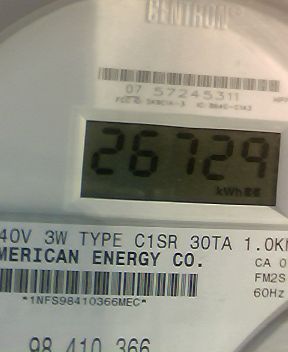 CENTRON
07 57245311
26729
kWh
40V 3W TYPE C1SR 30TA 1.0K
MERICAN ENERGY CO.
CA 0
FM2S
60Hz
*1NFS98410366MEC*
98 410 366